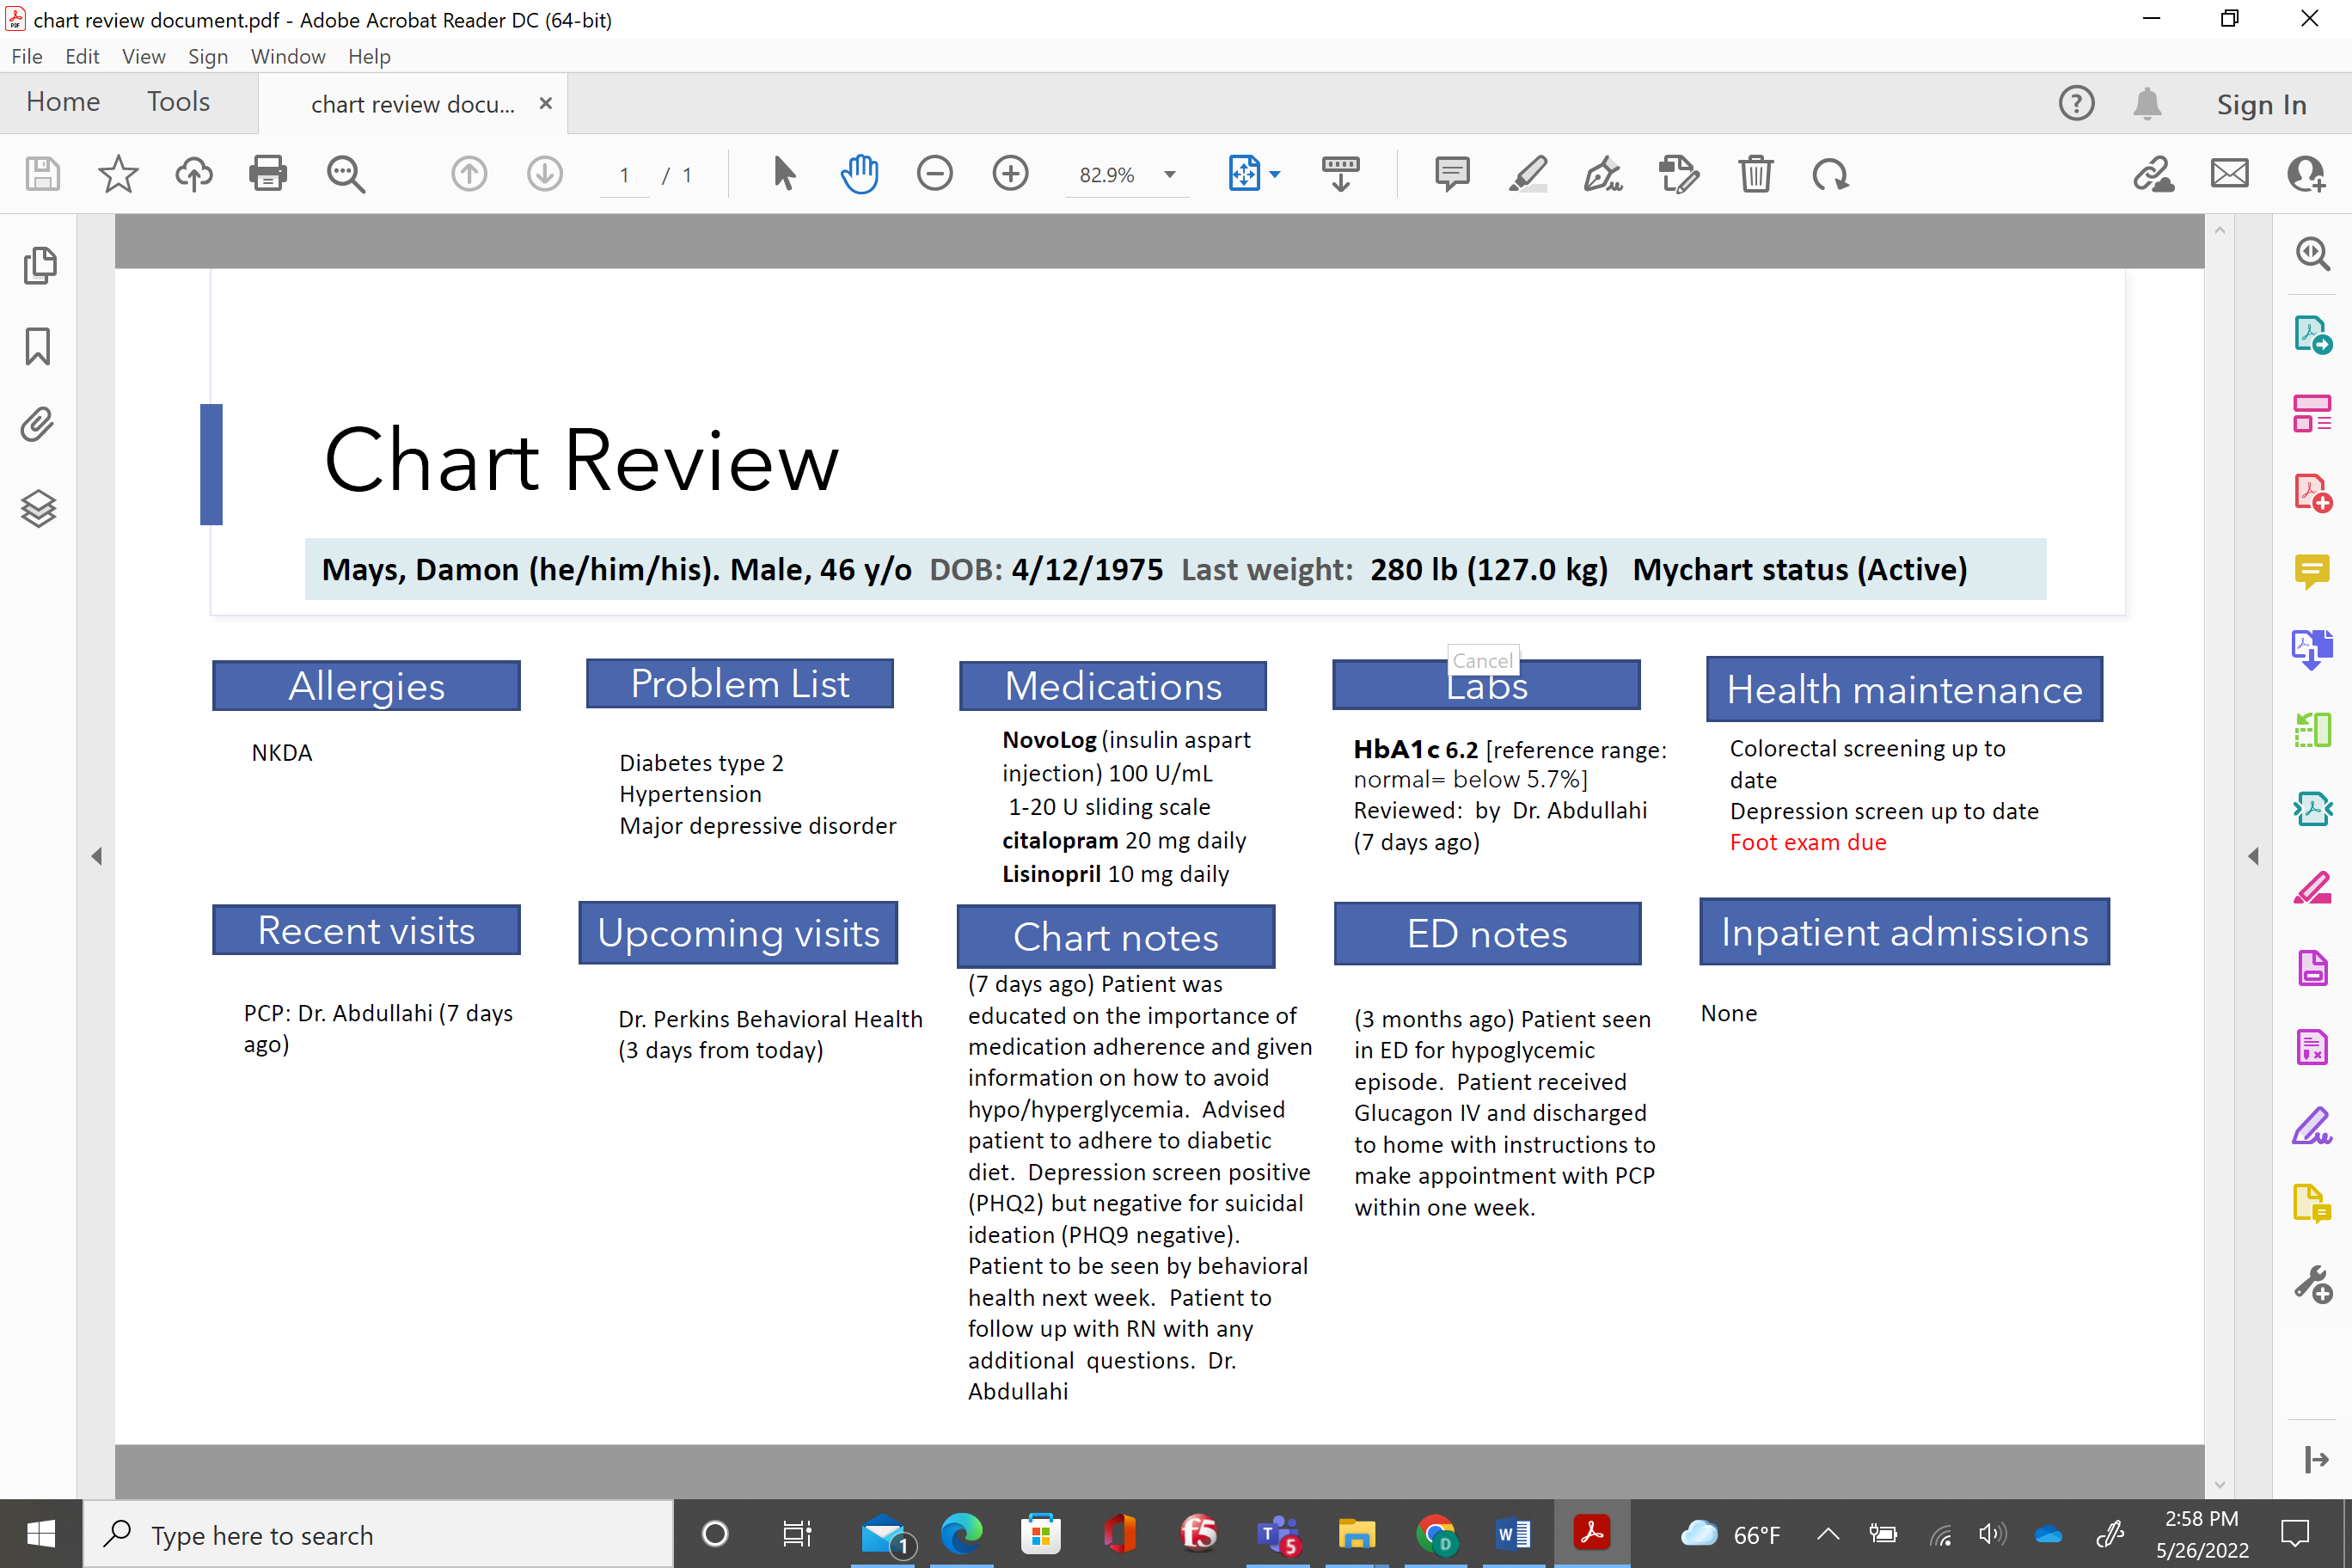 chart review document.pdf - Adobe Acrobat Reader DC (64-bit)
File Edit View Sign Window Help
Home Tools chart review docu... Sign In
1 / 1 82.9%
Chart Review
Mays, Damon (he/him/his). Male, 46 y/o DOB: 4/12/1975 Last weight: 280 lb (127.0 kg) Mychart status (Active)
Allergies
NKDA
Problem List
Diabetes type 2
Hypertension
Major depressive disorder
Medications
NovoLog (insulin aspart
injection) 100 U/mL
1-20 U sliding scale
citalopram 20 mg daily
Lisinopril 10 mg daily
Cancel
Labs
HbA1c 6.2 [reference range:
normal= below 5.7%]
Reviewed: by Dr. Abdullahi
(7 days ago)
Health maintenance
Colorectal screening up to
date
Depression screen up to date
Foot exam due
Recent visits
PCP: Dr. Abdullahi (7 days
ago)
Upcoming visits
Dr. Perkins Behavioral Health
(3 days from today)
Chart notes
(7 days ago) Patient was
educated on the importance of
medication adherence and given
information on how to avoid
hypo/hyperglycemia. Advised
patient to adhere to diabetic
diet. Depression screen positive
(PHQ2) but negative for suicidal
ideation (PHQ9 negative).
Patient to be seen by behavioral
health next week. Patient to
follow up with RN with any
additional questions. Dr.
Abdullahi
ED notes
(3 months ago) Patient seen
in ED for hypoglycemic
episode. Patient received
Glucagon IV and discharged
to home with instructions to
make appointment with PCP
within one week.
Inpatient admissions
None
Type here to search
1
f5
T 5
D
W
66°F
2:58 PM
5/26/2022